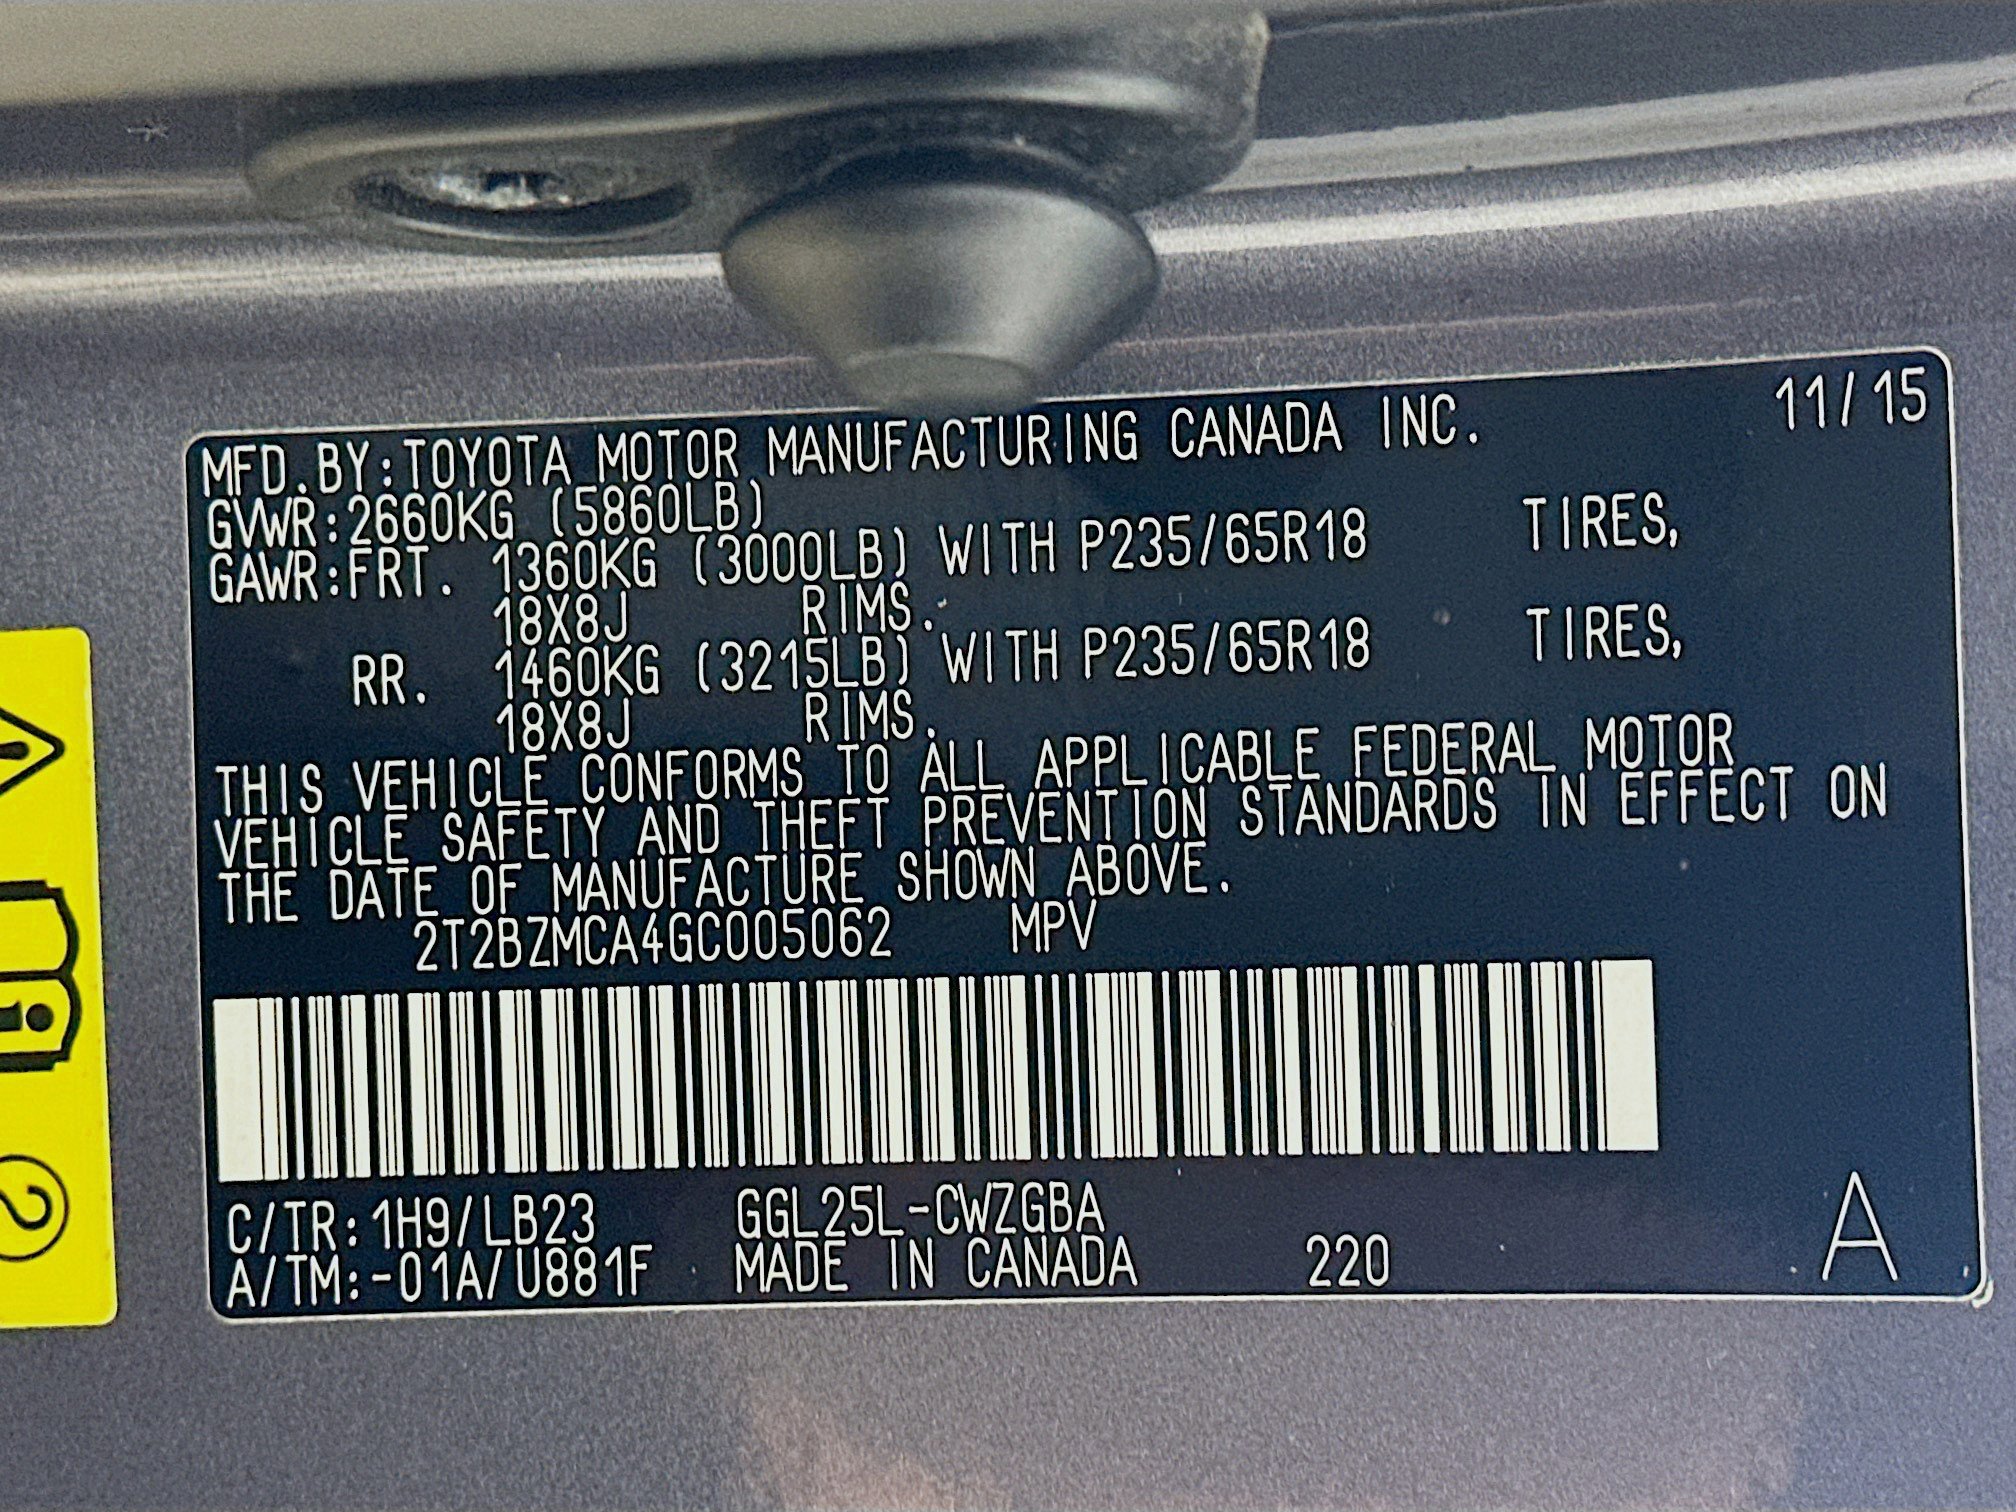 MFD.BY:TOYOTA MOTOR MANUFACTURING CANADA INC. 11/15
GVWR:2660KG (5860LB)
GAWR:FRT. 1360KG (3000LB) WITH P235/65R18 TIRES,
18X8J RIMS.
RR. 1460KG (3215LB) WITH P235/65R18 TIRES,
18X8J RIMS.
THIS VEHICLE CONFORMS TO ALL APPLICABLE FEDERAL MOTOR
VEHICLE SAFETY AND THEFT PREVENTION STANDARDS IN EFFECT ON
THE DATE OF MANUFACTURE SHOWN ABOVE.
2T2BZMCA4GC005062 MPV
C/TR:1H9/LB23 GGL25L-CWZGBA
A/TM:-01A/U881F MADE IN CANADA 220 A
2